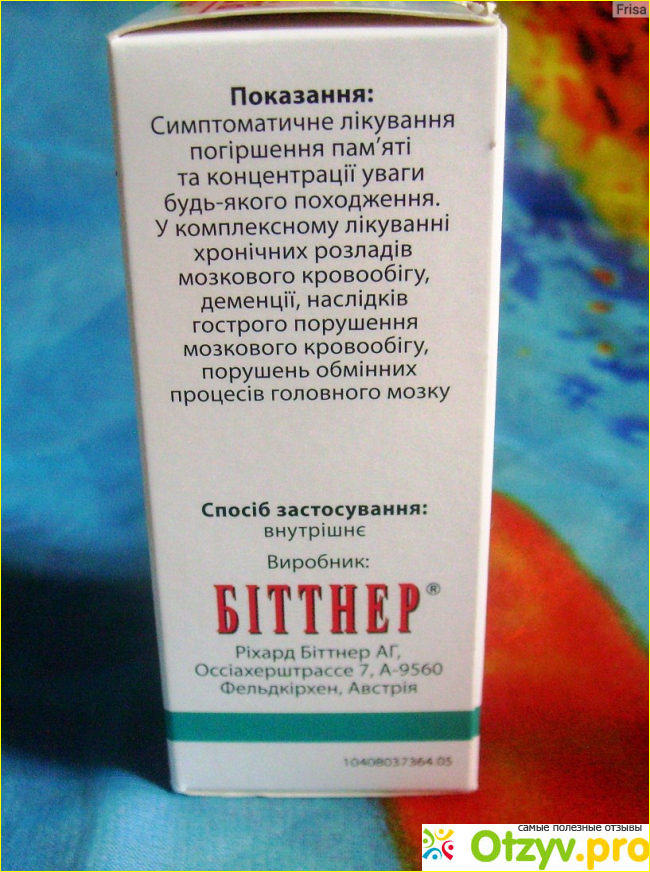 Frisa
Показання:
Симптоматичне лікування
погіршення пам'яті
та концентрації уваги
будь-якого походження.
У комплексному лікуванні
хронічних розладів
мозкового кровообігу,
деменції, наслідків
гострого порушення
мозкового кровообігу,
порушень обмінних
процесів головного мозку
Спосіб застосування:
внутрішнє
Виробник:
БІТТНЕР®
Ріхард Біттнер АГ,
Оссіахерштрассе 7, А-9560
Фельдкірхен, Австрія
10408037364.05
самые полезные отзывы
Otzyv.pro